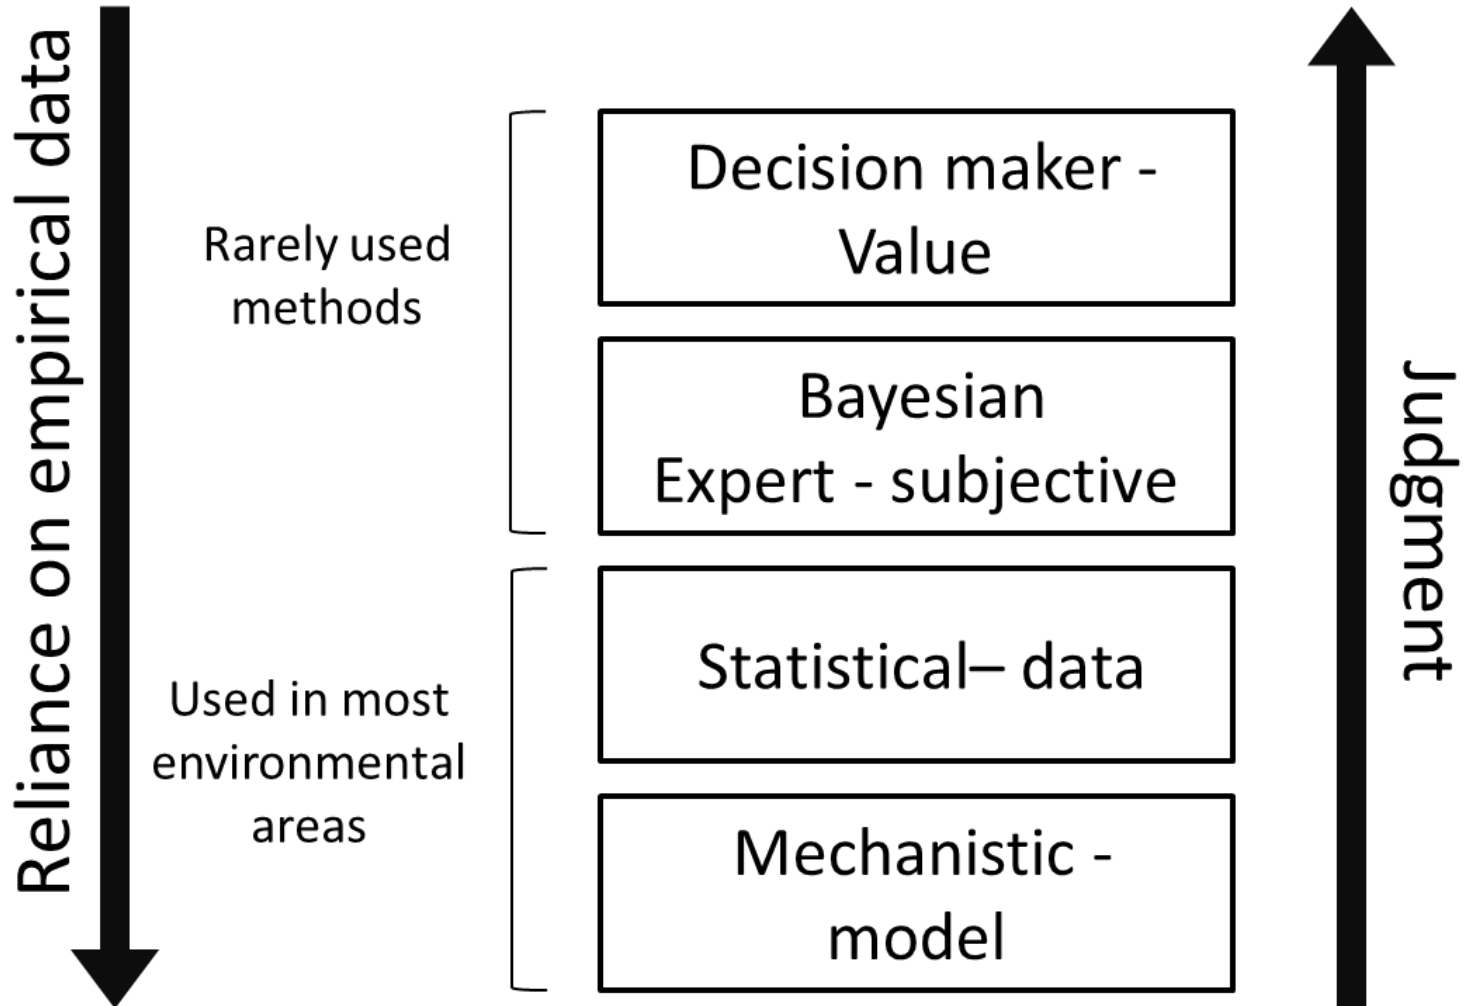 Reliance on empirical data
Rarely used
methods
Used in most
environmental
areas
Decision maker -
Value
Bayesian
Expert - subjective
Statistical– data
Mechanistic -
model
Judgment